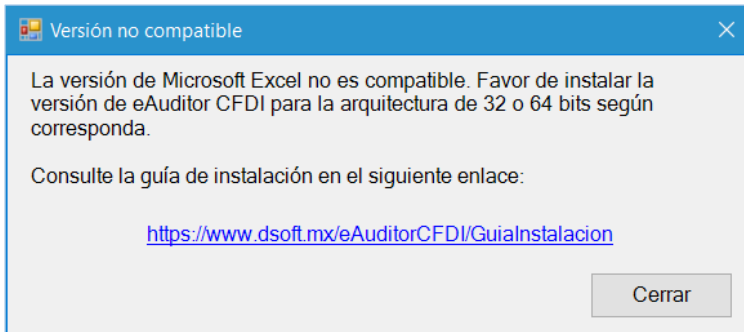 Versión no compatible
La versión de Microsoft Excel no es compatible. Favor de instalar la
versión de eAuditor CFDI para la arquitectura de 32 o 64 bits según
corresponda.
Consulte la guía de instalación en el siguiente enlace:
https://www.dsoft.mx/eAuditorCFDI/GuiaInstalacion
Cerrar